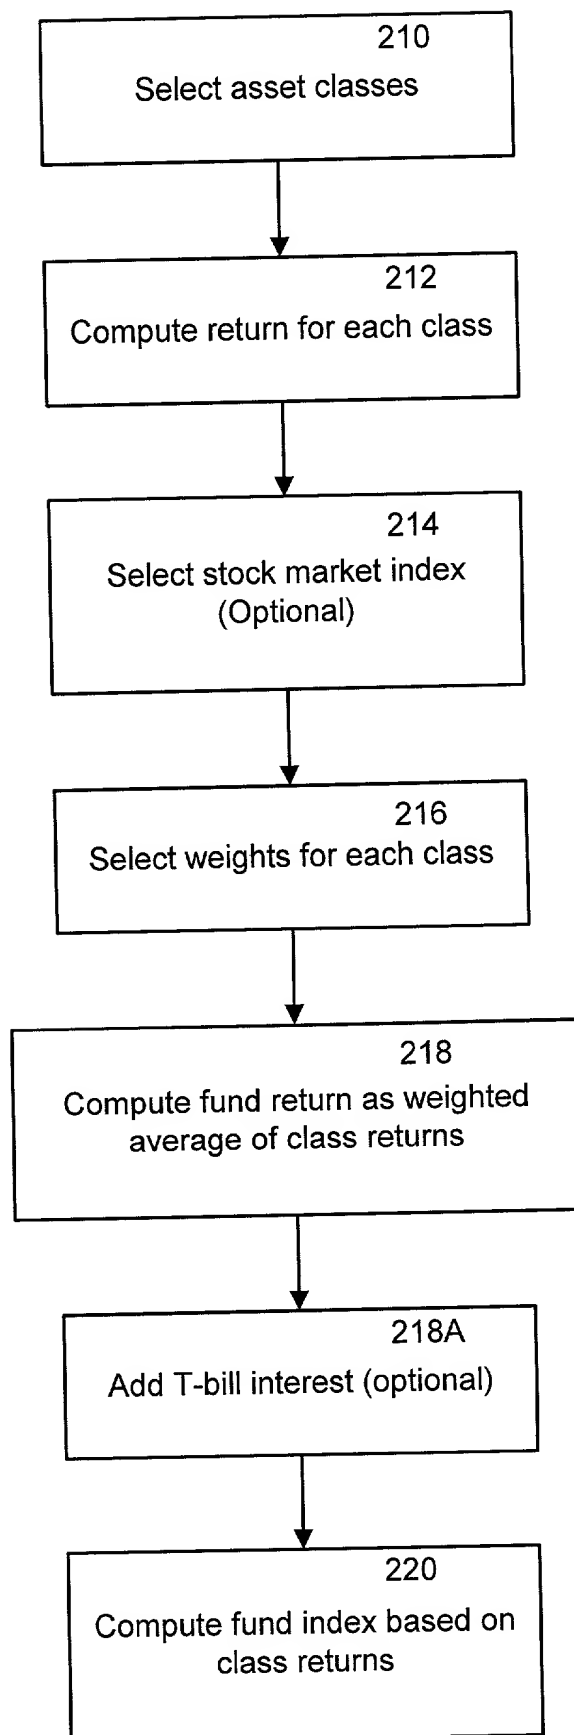 210
Select asset classes
212
Compute return for each class
214
Select stock market index
(Optional)
216
Select weights for each class
218
Compute fund return as weighted
average of class returns
218A
Add T-bill interest (optional)
220
Compute fund index based on
class returns